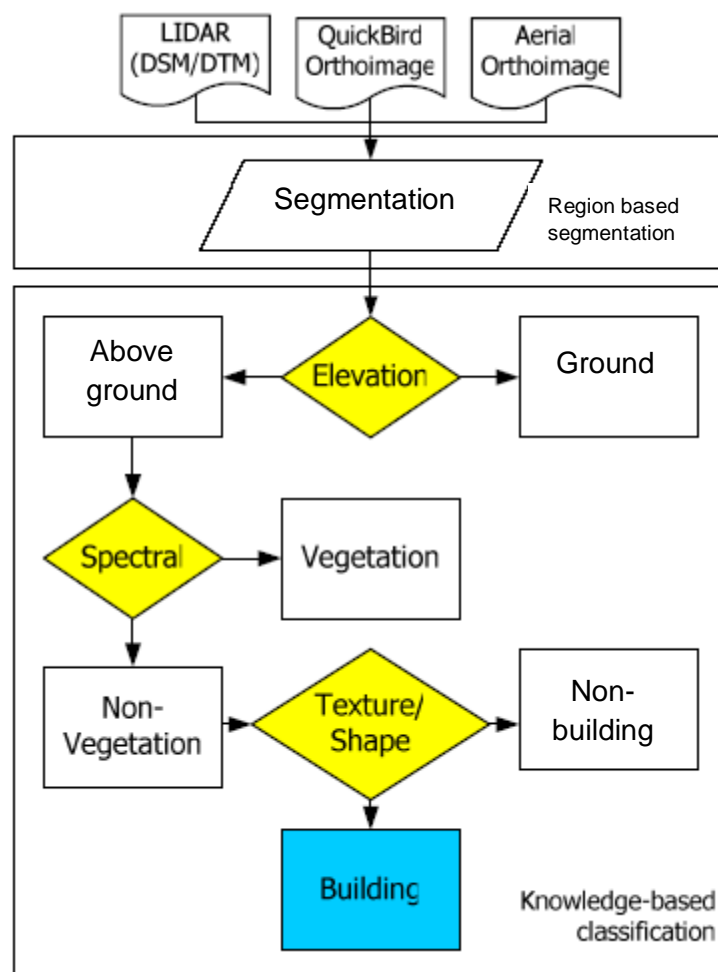 LIDAR
(DSM/DTM)
QuickBird
Orthoimage
Aerial
Orthoimage
Segmentation
Region based
segmentation
Above
ground
Elevation
Ground
Spectral
Vegetation
Non-
Vegetation
Texture/
Shape
Non-
building
Building
Knowledge-based
classification